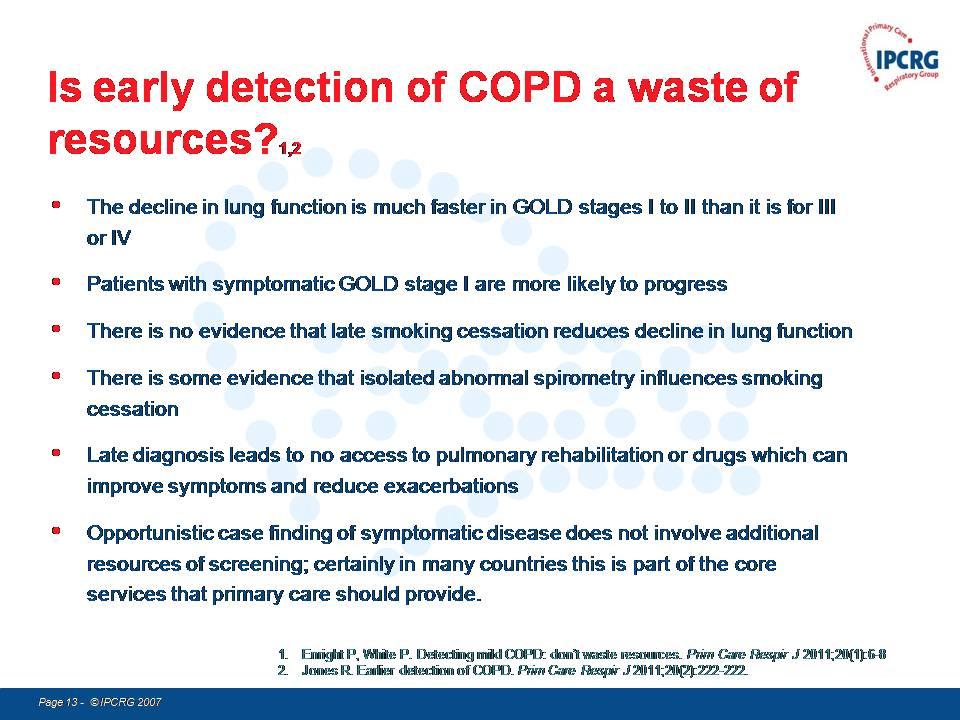 International Primary Care
IPCRG
Respiratory Group
Is early detection of COPD a waste of
resources?1,2
• The decline in lung function is much faster in GOLD stages I to II than it is for III
or IV
• Patients with symptomatic GOLD stage I are more likely to progress
• There is no evidence that late smoking cessation reduces decline in lung function
• There is some evidence that isolated abnormal spirometry influences smoking
cessation
• Late diagnosis leads to no access to pulmonary rehabilitation or drugs which can
improve symptoms and reduce exacerbations
• Opportunistic case finding of symptomatic disease does not involve additional
resources of screening; certainly in many countries this is part of the core
services that primary care should provide.
1. Enright P, White P. Detecting mild COPD: don't waste resources. Prim Care Respir J 2011;20(1):6-8
2. Jones R. Earlier detection of COPD. Prim Care Respir J 2011;20(2):222-222.
Page 13 - © IPCRG 2007